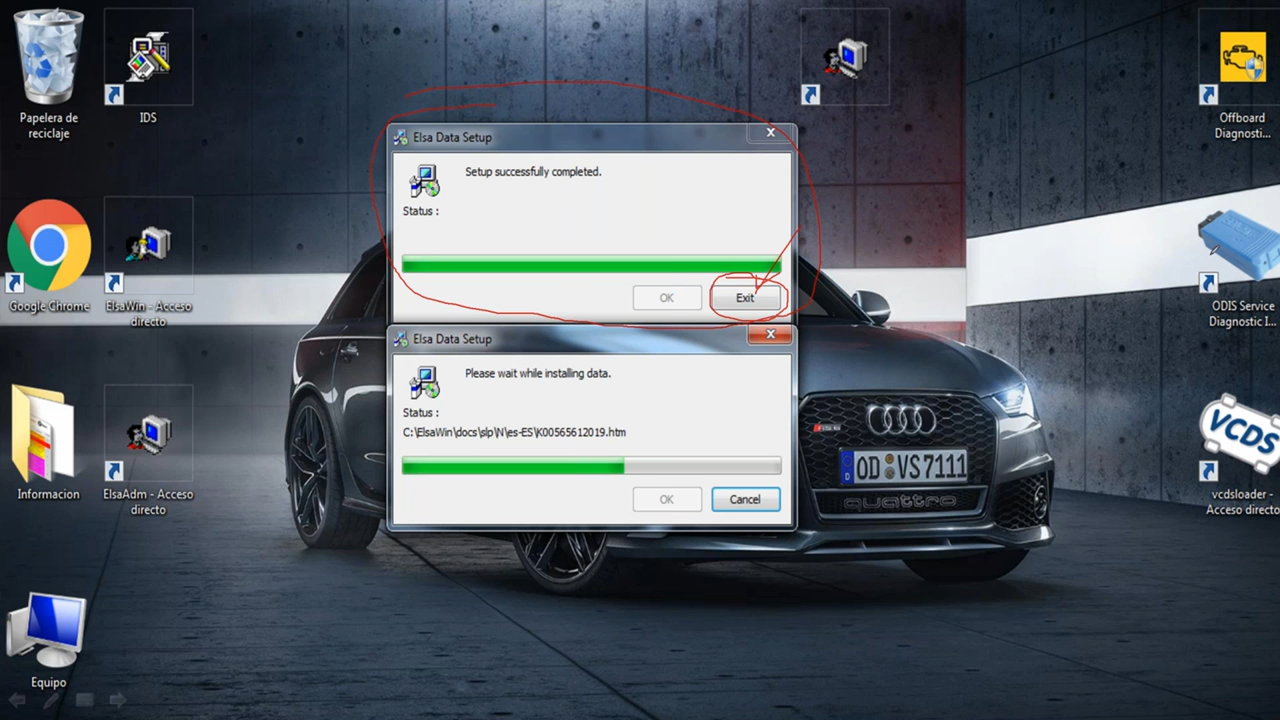 Papelera de
reciclaje
IDS
Offboard
Diagnosti...
Elsa Data Setup
Setup successfully completed.
Status :
OK
Exit
Google Chrome
ElsaWin - Acceso
directo
ODIS Service
Diagnostic I...
Elsa Data Setup
Please wait while installing data.
Status :
C:\ElsaWin\docs\slp\N\es-ES\K00565612019.htm
OK
Cancel
Informacion
ElsaAdm - Acceso
directo
OD VS7111
D
quattro
VCDS
vcdsloader -
Acceso directo
Equipo